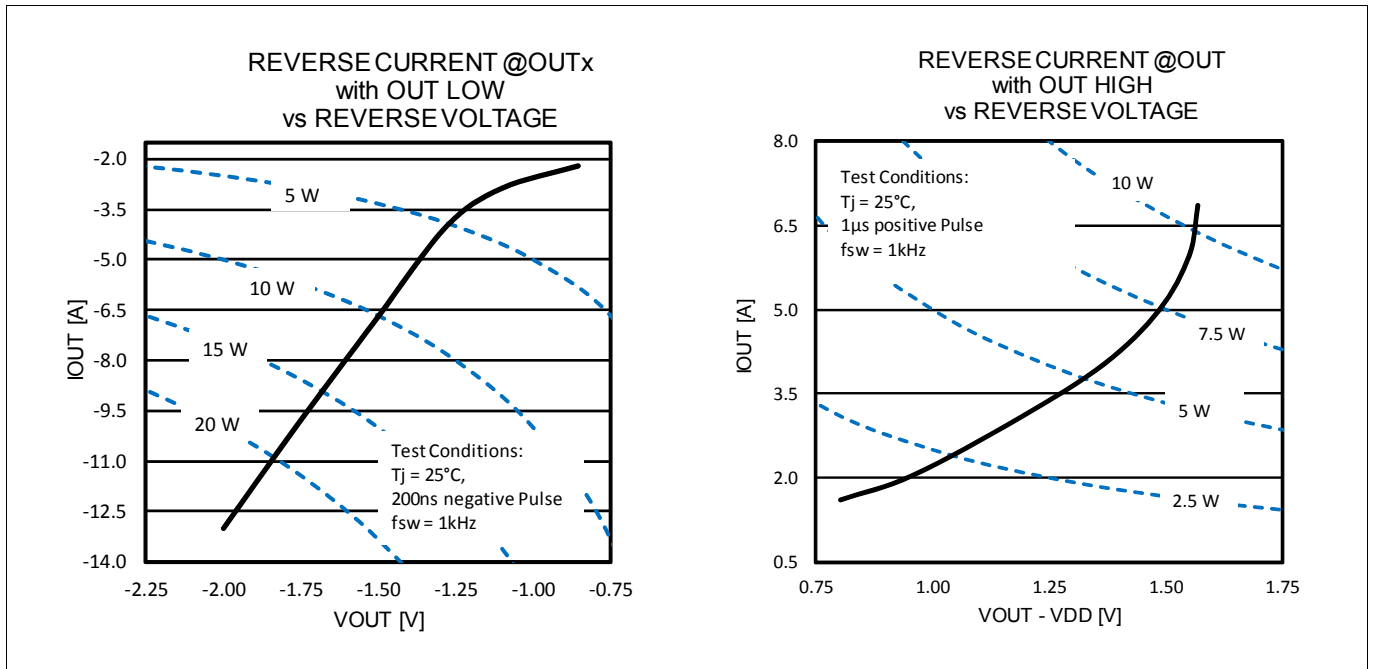 REVERSE CURRENT @OUTx
with OUT LOW
vs REVERSE VOLTAGE
-2.0
-3.5
-5.0
-6.5
-8.0
-9.5
-11.0
-12.5
-14.0
IOUT [A]
5 W
10 W
15 W
20 W
Test Conditions:
Tj = 25°C,
200ns negative Pulse
fsw = 1kHz
-2.25 -2.00 -1.75 -1.50 -1.25 -1.00 -0.75
VOUT [V]
REVERSE CURRENT @OUT
with OUT HIGH
vs REVERSE VOLTAGE
8.0
6.5
5.0
3.5
2.0
0.5
IOUT [A]
Test Conditions:
Tj = 25°C,
1µs positive Pulse
fsw = 1kHz
10 W
7.5 W
5 W
2.5 W
0.75 1.00 1.25 1.50 1.75
VOUT - VDD [V]